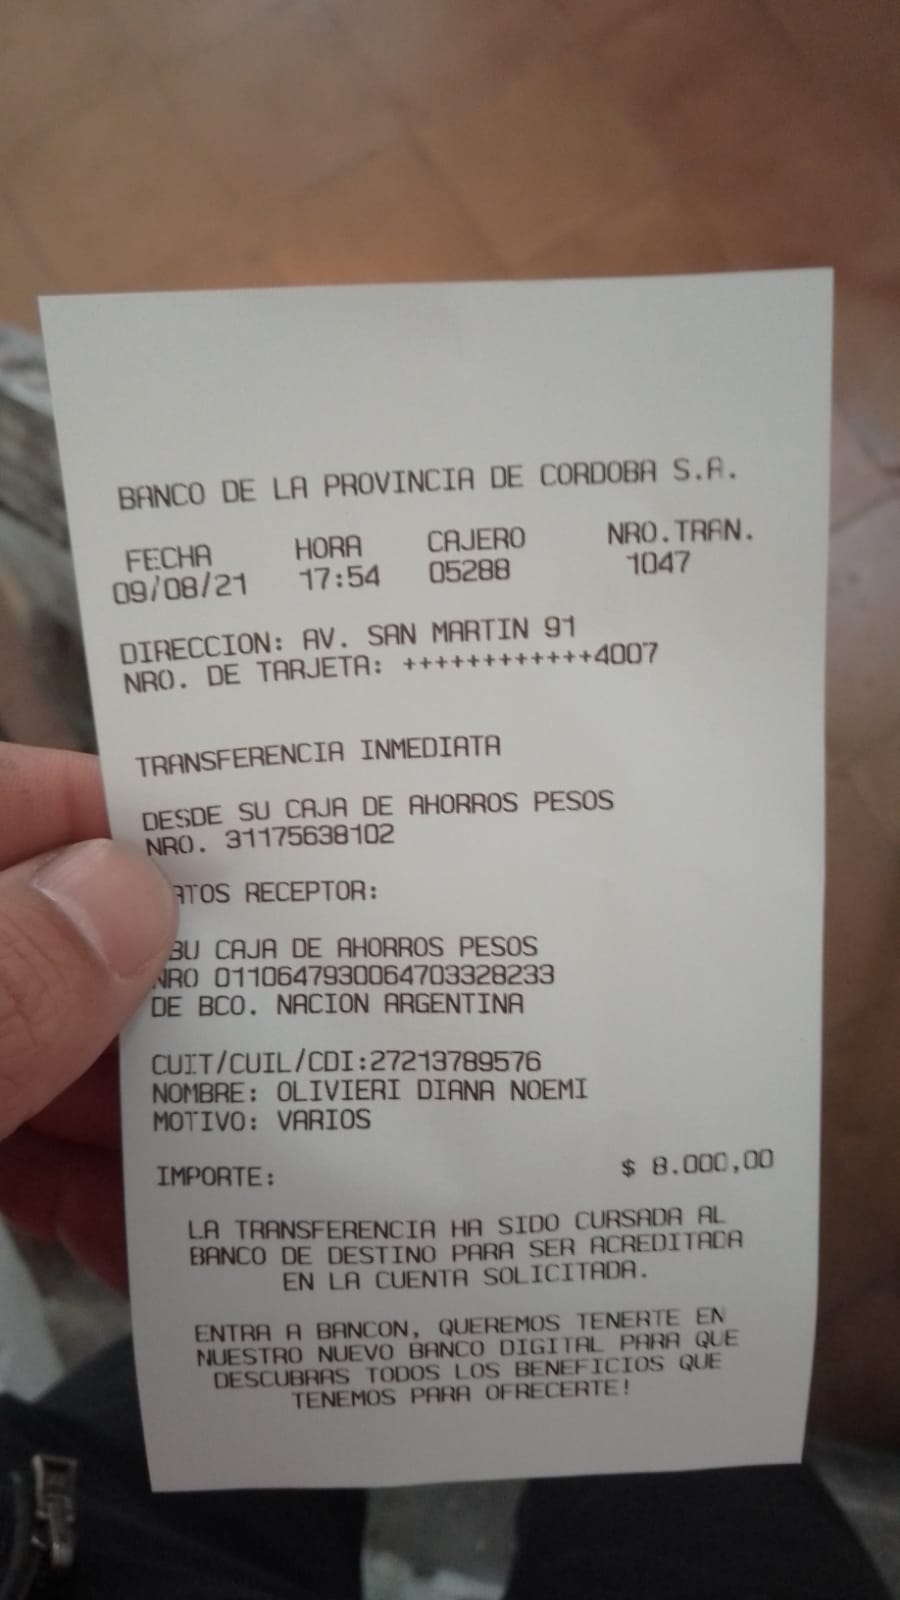 BANCO DE LA PROVINCIA DE CORDOBA S.A.
FECHA HORA CAJERO NRO.TRAN.
09/08/21 17:54 05288 1047
DIRECCION: AV. SAN MARTIN 91
NRO. DE TARJETA: ++++++++++++4007
TRANSFERENCIA INMEDIATA
DESDE SU CAJA DE AHORROS PESOS
NRO. 31175638102
ATOS RECEPTOR:
SU CAJA DE AHORROS PESOS
NRO 0110647930064703328233
DE BCO. NACION ARGENTINA
CUIT/CUIL/CDI:27213789576
NOMBRE: OLIVIERI DIANA NOEMI
MOTIVO: VARIOS
IMPORTE: $ 8.000,00
LA TRANSFERENCIA HA SIDO CURSADA AL
BANCO DE DESTINO PARA SER ACREDITADA
EN LA CUENTA SOLICITADA.
ENTRA A BANCON, QUEREMOS TENERTE EN
NUESTRO NUEVO BANCO DIGITAL PARA QUE
DESCUBRAS TODOS LOS BENEFICIOS QUE
TENEMOS PARA OFRECERTE!